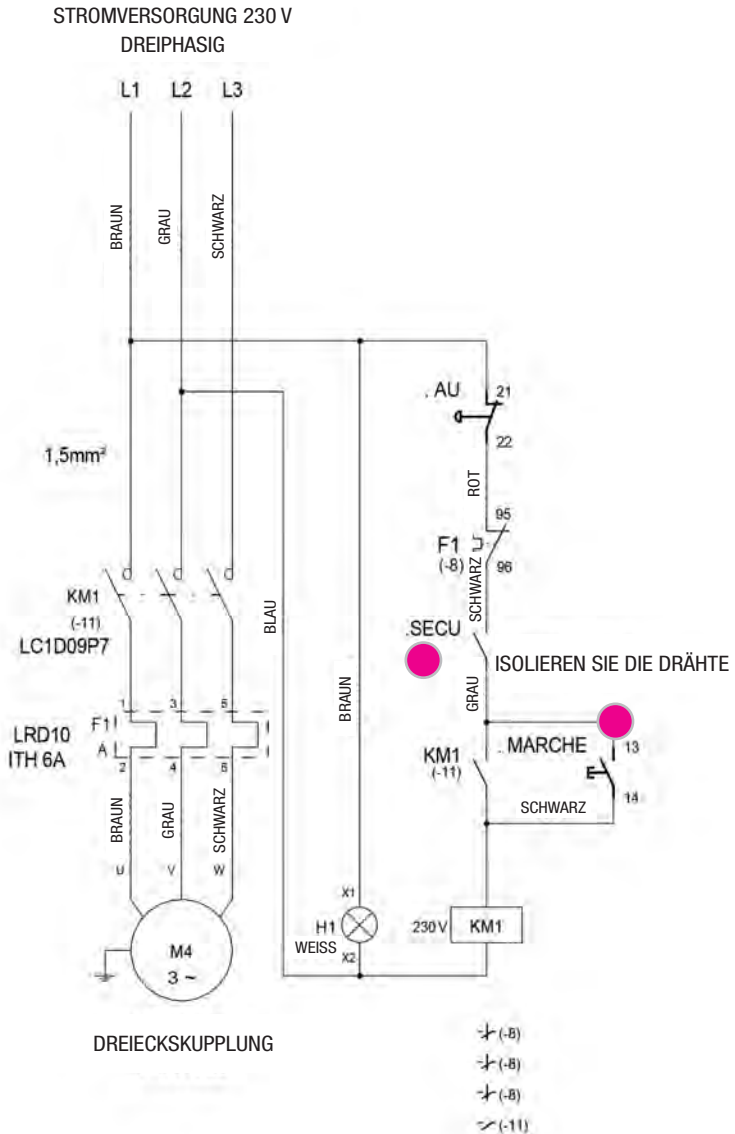 STROMVERSORGUNG 230 V
DREIPHASIG
L1 L2 L3
BRAUN
GRAU
SCHWARZ
.AU
21
22
1,5mm²
ROT
95
F1
(-8)
96
SCHWARZ
KM1
(-11)
LC1D09P7
BLAU
BRAUN
.SECU
ISOLIEREN SIE DIE DRÄHTE
GRAU
1 3 5
LRD10
ITH 6A
F1
A
2 4 6
KM1
(-11)
.MARCHE
13
14
SCHWARZ
BRAUN
GRAU
SCHWARZ
U V W
M4
3 ~
X1
H1
WEISS
X2
230 V
KM1
DREIECKSKUPPLUNG
(-8)
(-8)
(-8)
(-11)